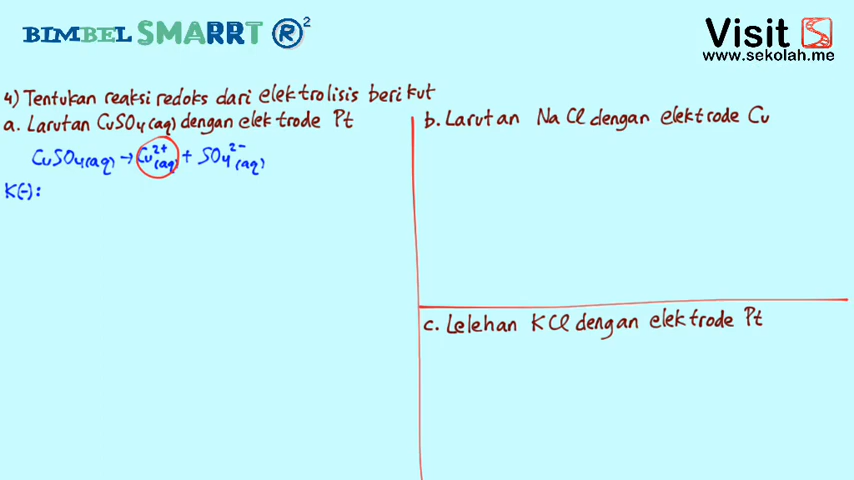 BIMBEL SMARRT ® 2
Visit S
www.sekolah.me
4) Tentukan reaksi redoks dari elektrolisis berikut
a. Larutan CuSO4(aq) dengan elektrode Pt
CuSO4(aq) → Cu²⁺(aq) + SO4²⁻(aq)
K(-):
b. Larutan NaCl dengan elektrode Cu
c. Lelehan KCl dengan elektrode Pt